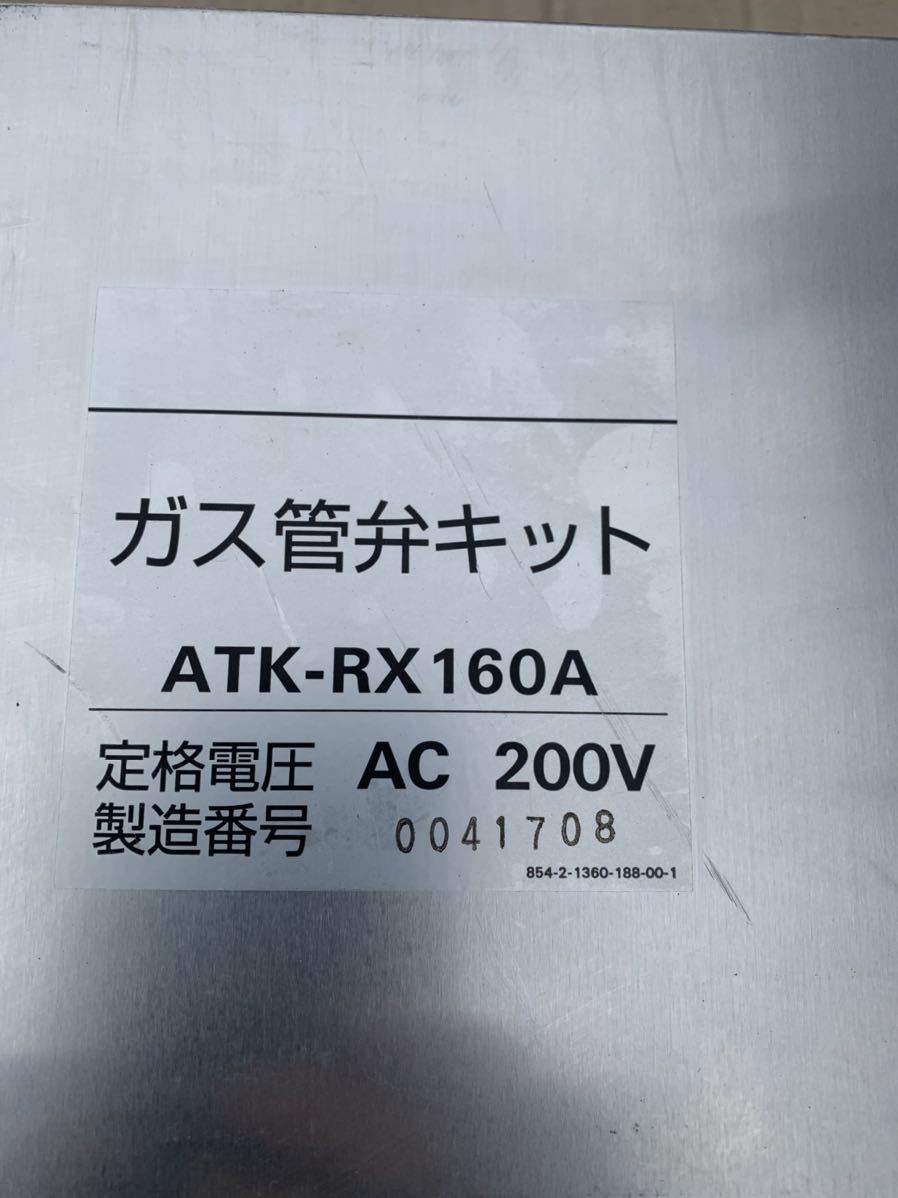 ガス管弁キット
ATK-RX160A
定格電圧 AC 200V
製造番号 0041708
854-2-1360-188-00-1